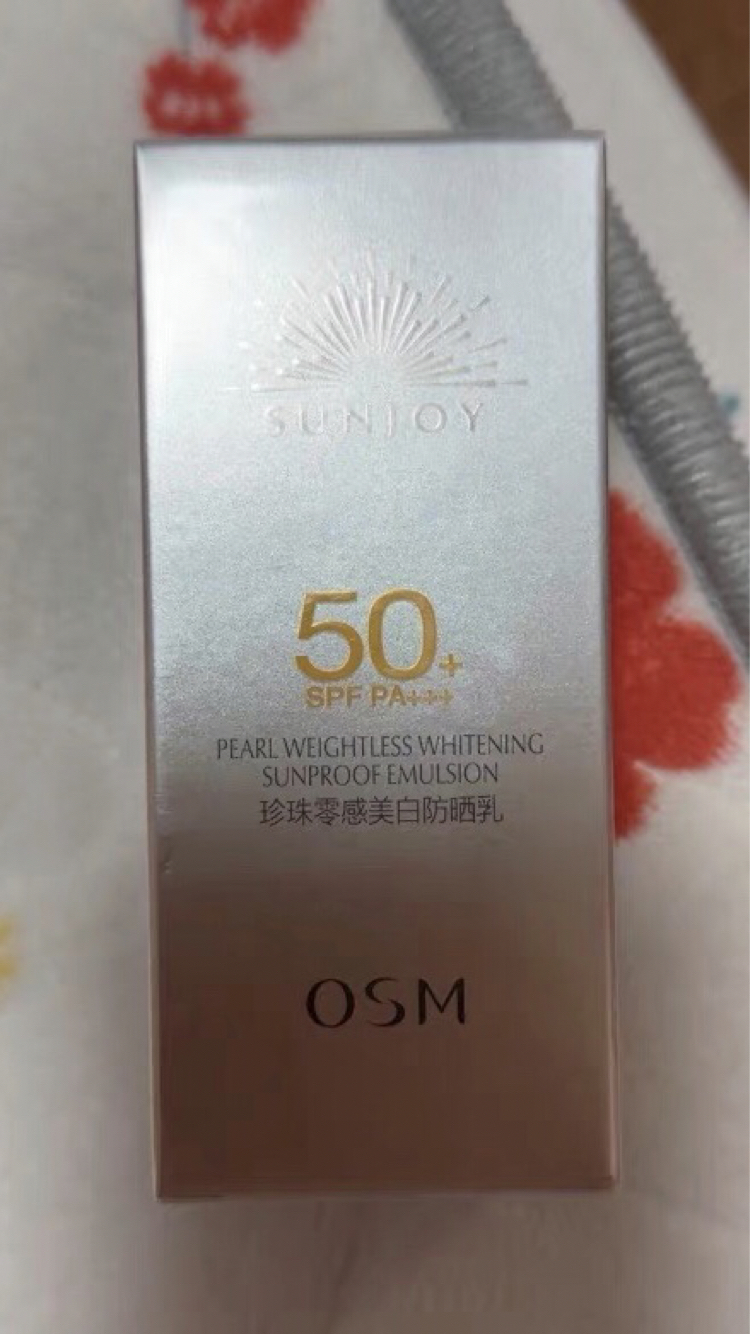 SUNJOY
50+
SPF PA+++
PEARL WEIGHTLESS WHITENING
SUNPROOF EMULSION
珍珠零感美白防晒乳
OSM